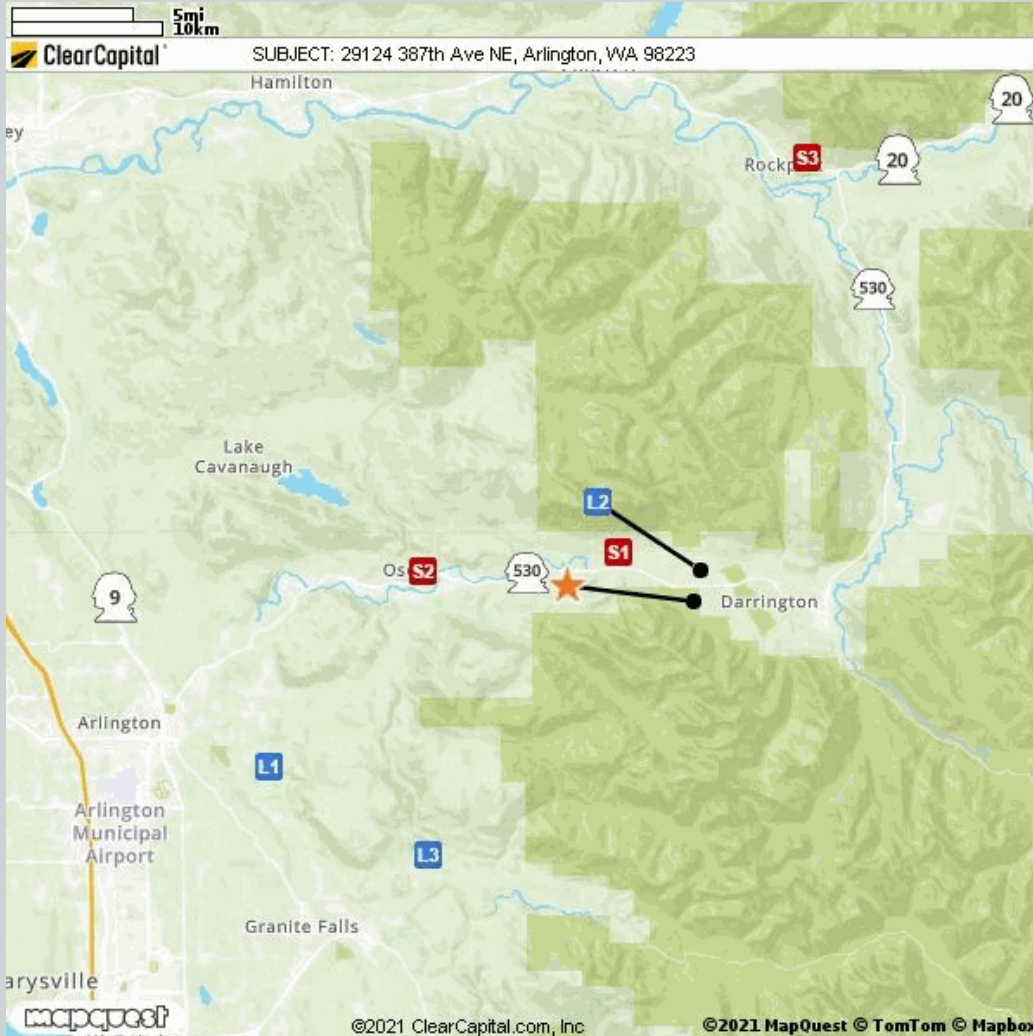 5mi
10km
ClearCapital
SUBJECT: 29124 387th Ave NE, Arlington, WA 98223
Hamilton
20
ey
S3
20
530
Lake
Cavanaugh
L2
S1
S2
530
9
Darrington
Arlington
L1
Arlington
Municipal
Airport
L3
Granite Falls
arysville
mapquest
©2021 ClearCapital.com, Inc
©2021 MapQuest © TomTom © Mapbox